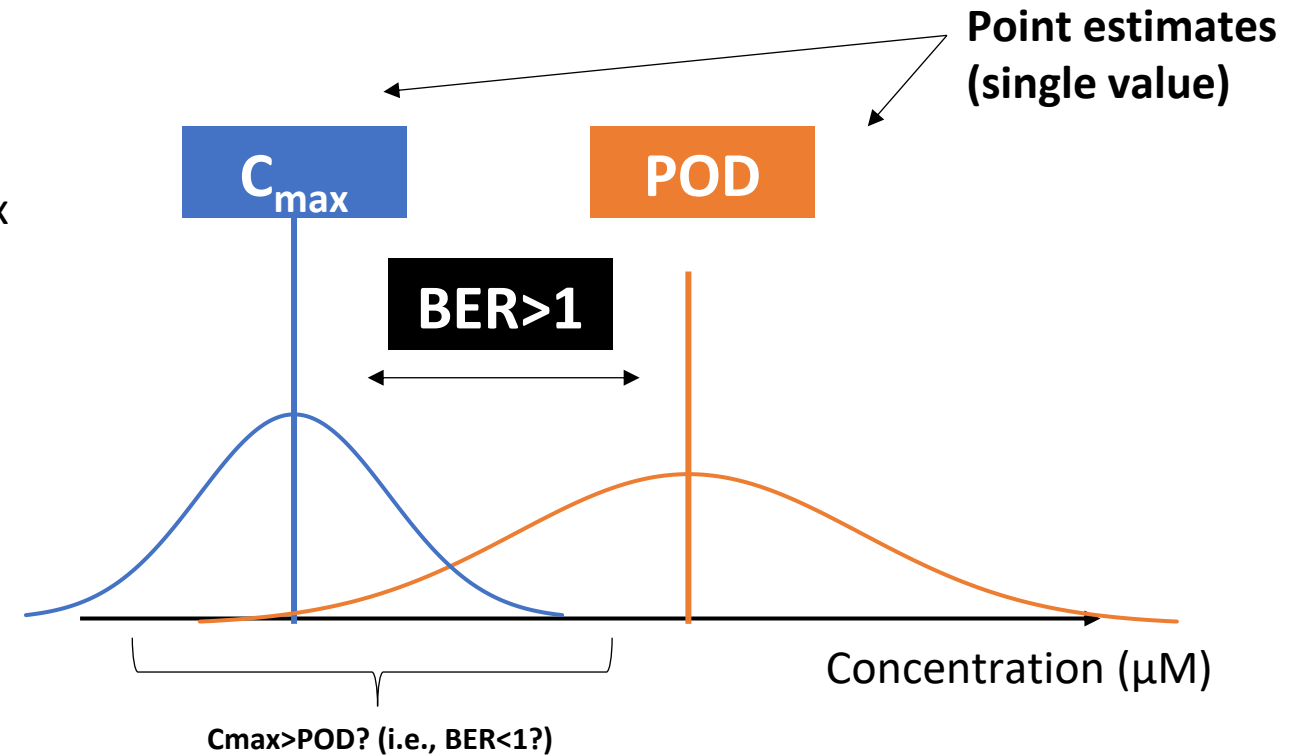 Point estimates
(single value)
Cmax
POD
x
BER>1
Concentration (μM)
Cmax>POD? (i.e., BER<1?)